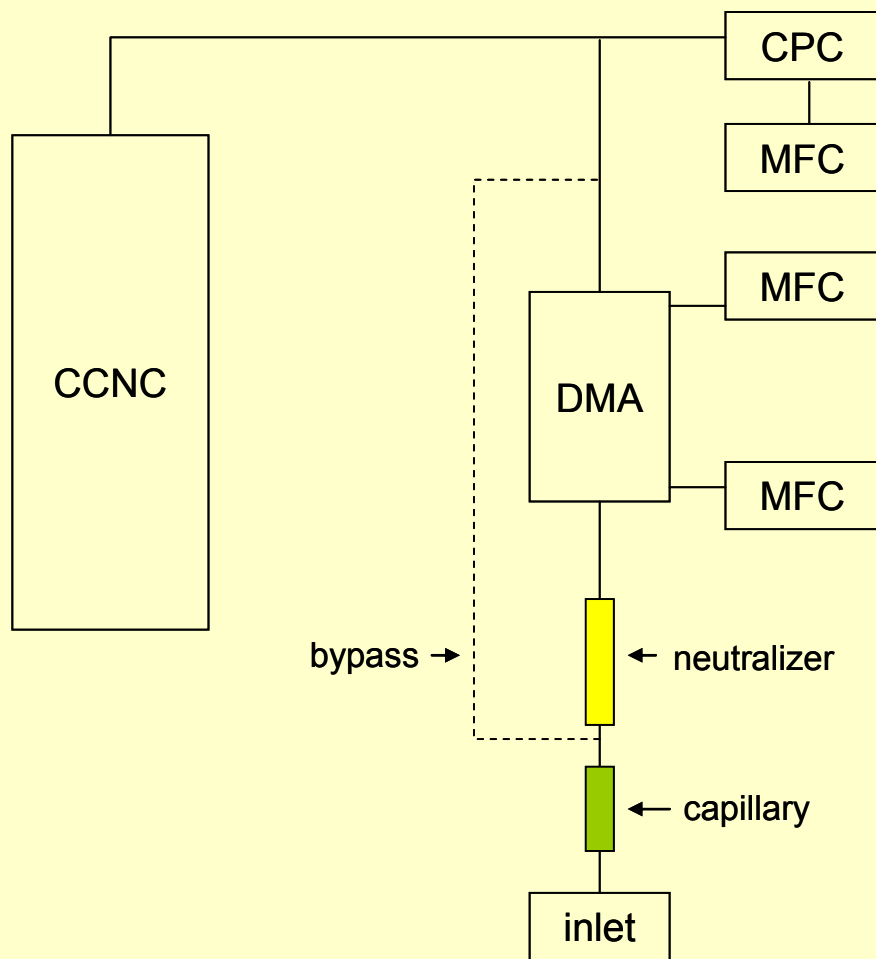 CPC
MFC
MFC
CCNC
DMA
MFC
bypass
neutralizer
capillary
inlet